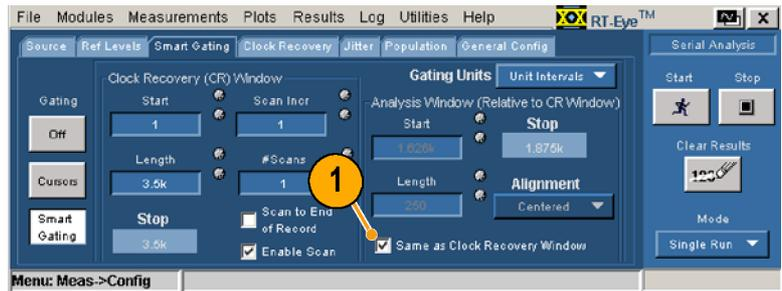 File Modules Measurements Plots Results Log Utilities Help RT-Eye™ x
Source Ref Levels Smart Gating Clock Recovery Jitter Population General Config Serial Analysis
Clock Recovery (CR) Window Gating Units Unit Intervals
Gating Start Scan Incr Analysis Window (Relative to CR Window) Start Stop
Off 1 1 Start Stop
1.626k 1.875k Clear Results
Length #Scans Length Alignment 123
Cursors 3.5k 1 1 250 Centered
Smart Gating Stop Scan to End of Record Mode
3.5k Enable Scan Same as Clock Recovery Window Single Run
Menu: Meas->Config